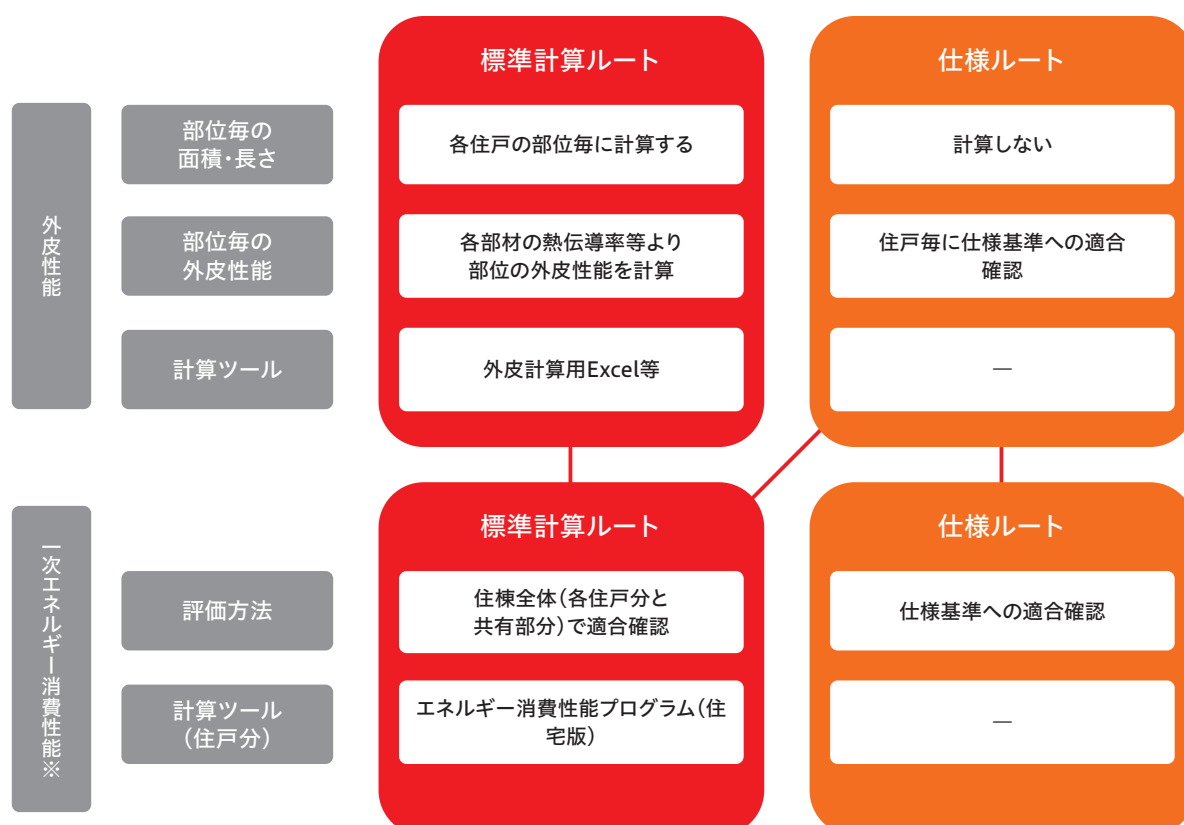 標準計算ルート
仕様ルート
外皮性能
部位毎の
面積・長さ
各住戸の部位毎に計算する
計算しない
部位毎の
外皮性能
各部材の熱伝導率等より
部位の外皮性能を計算
住戸毎に仕様基準への適合
確認
計算ツール
外皮計算用Excel等
―
標準計算ルート
仕様ルート
一次エネルギー消費性能※
評価方法
住棟全体(各住戸分と
共有部分)で適合確認
仕様基準への適合確認
計算ツール
(住戸分)
エネルギー消費性能プログラム(住
宅版)
―